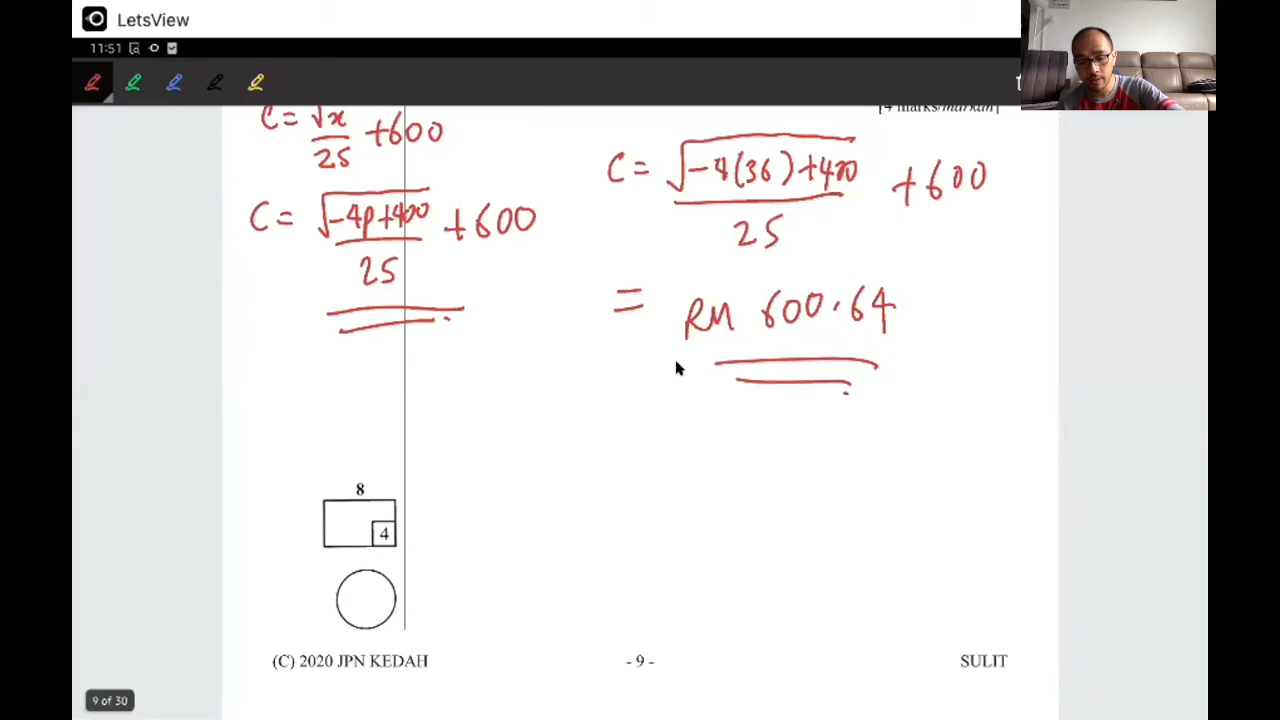 LetsView
11:51
[4 marks/markah]
C = √x / 25 + 600
C = √-4p+400 / 25 + 600
C = √-4(36)+400 / 25 + 600
= RM 600.64
8
4
(C) 2020 JPN KEDAH
- 9 -
SULIT
9 of 30